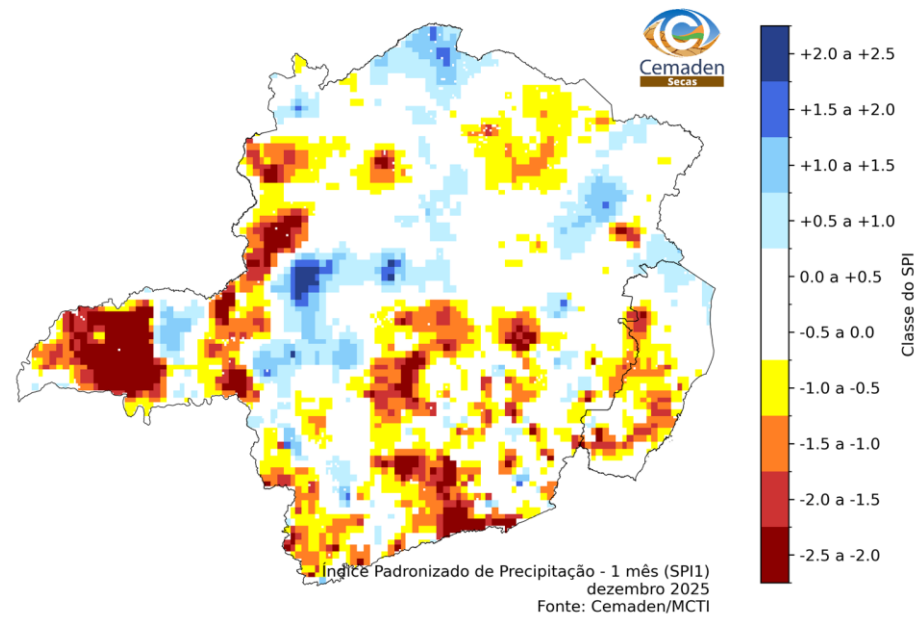 Cemaden
Secas
+2.0 a +2.5
+1.5 a +2.0
+1.0 a +1.5
+0.5 a +1.0
0.0 a +0.5
-0.5 a 0.0
-1.0 a -0.5
-1.5 a -1.0
-2.0 a -1.5
-2.5 a -2.0
Classe do SPI
Índice Padronizado de Precipitação - 1 mês (SPI1)
dezembro 2025
Fonte: Cemaden/MCTI